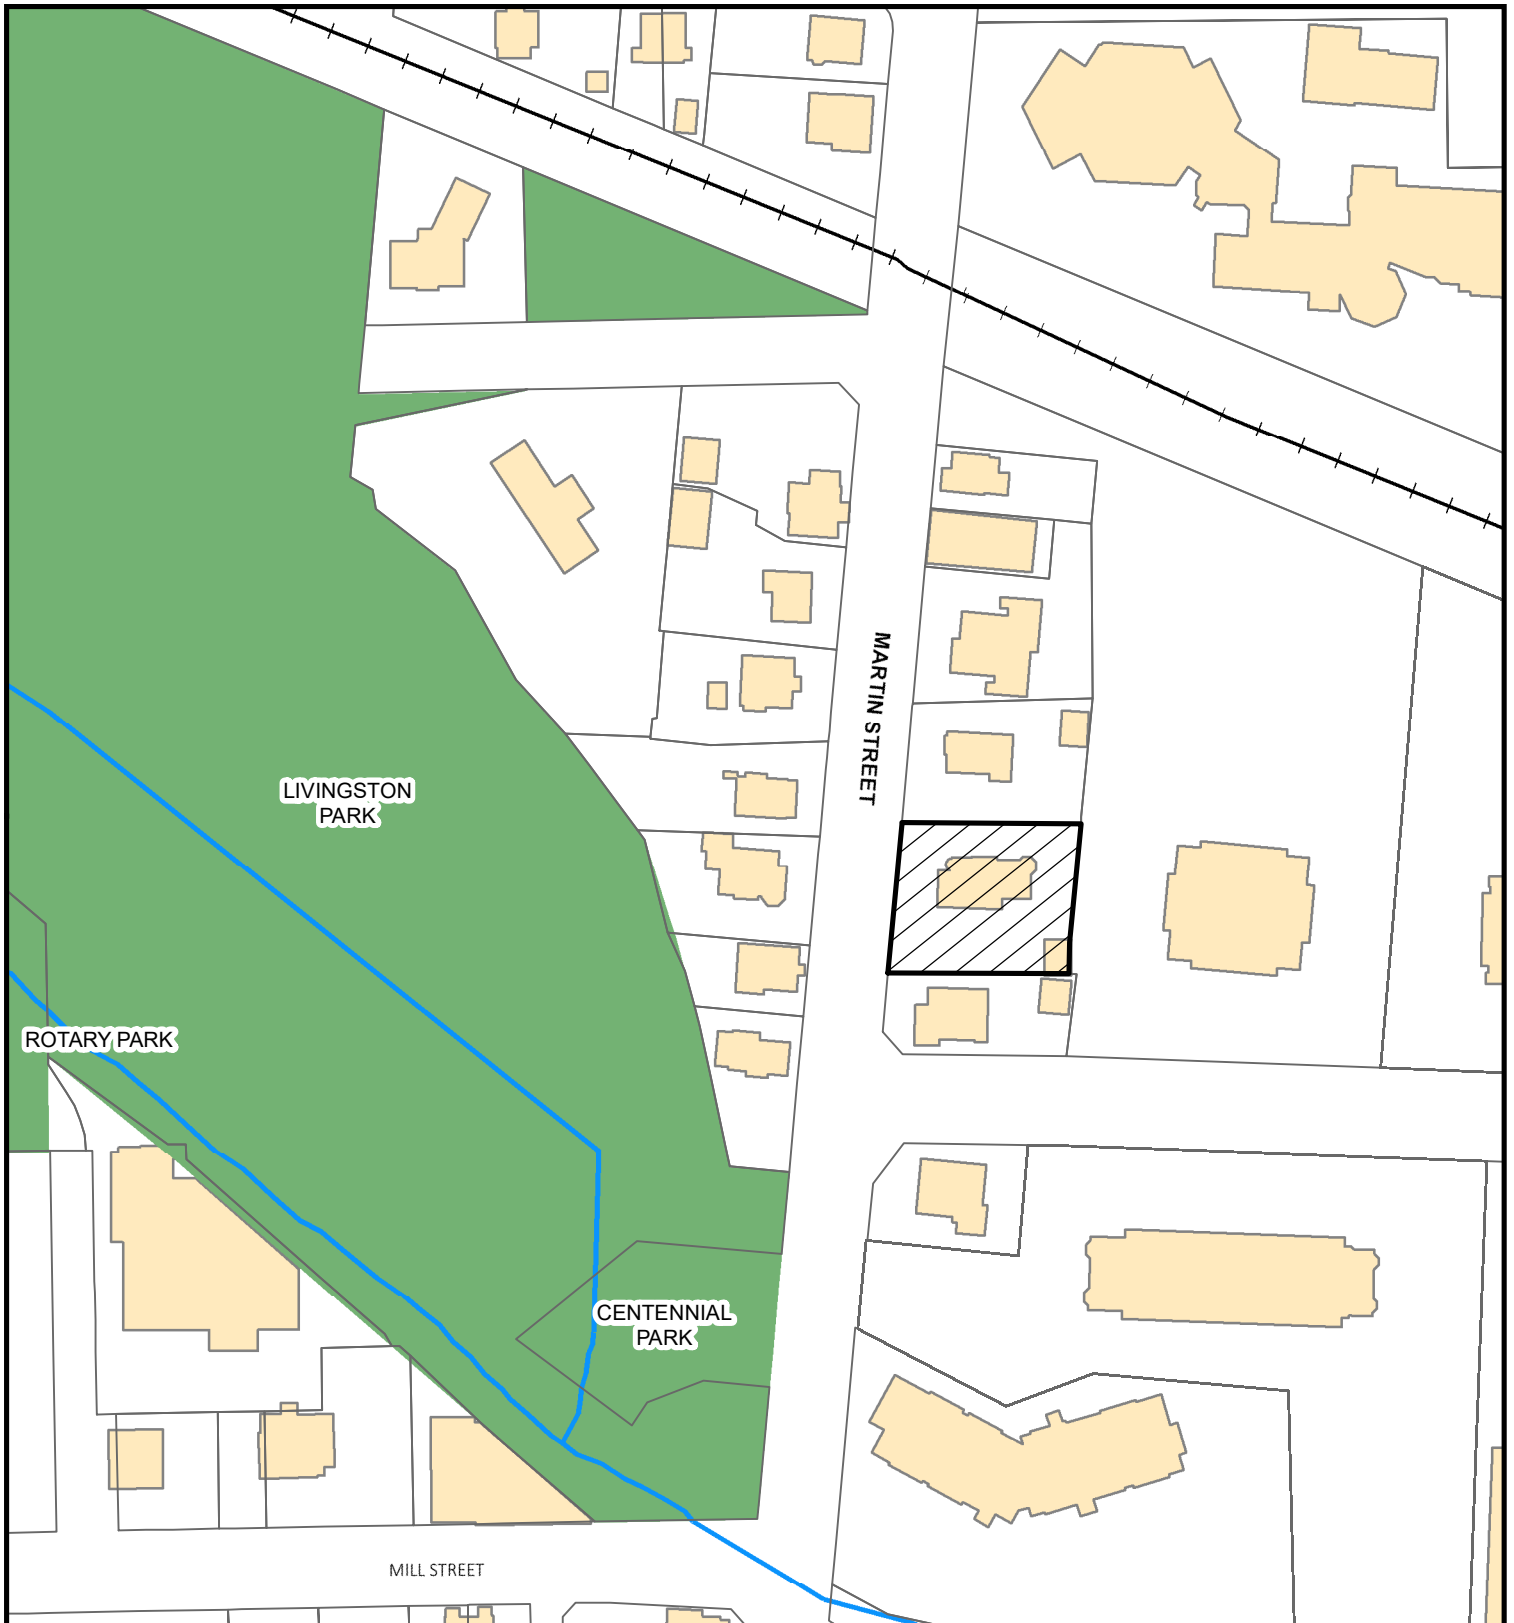 MARTIN STREET
LIVINGSTON
PARK
ROTARY PARK
CENTENNIAL
PARK
MILL STREET